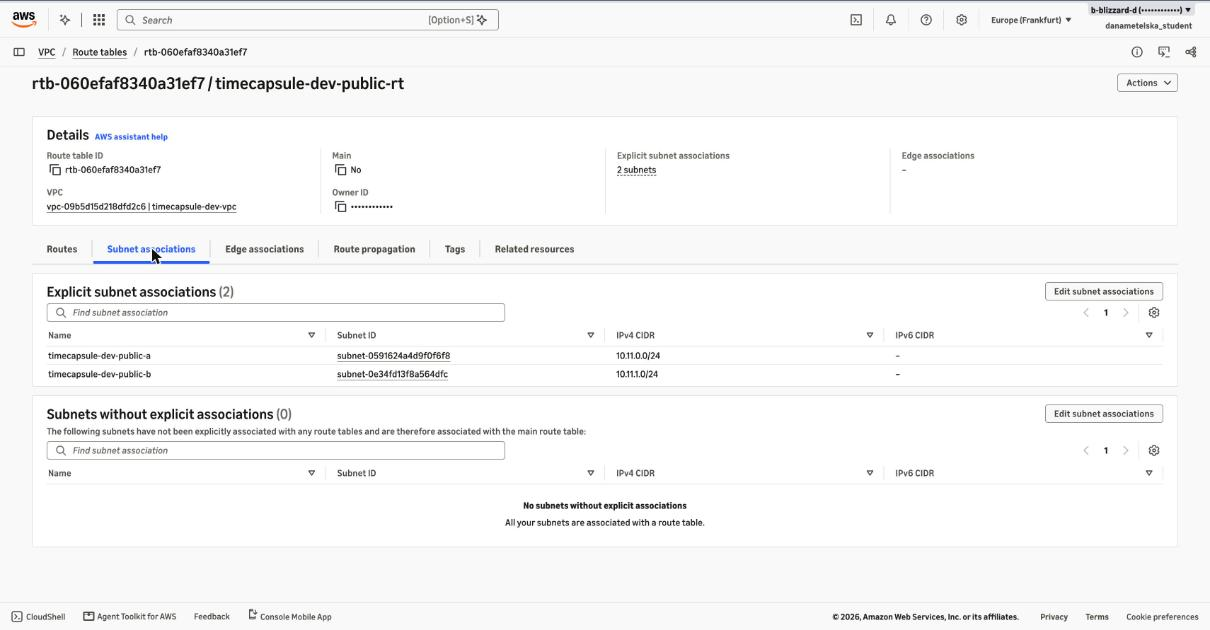 aws
Search [Option+S] Europe (Frankfurt) ▼ b-blizzard-d (••••••••••••) ▼
danametelska_student
VPC / Route tables / rtb-060efaf8340a31ef7
rtb-060efaf8340a31ef7 / timecapsule-dev-public-rt Actions
Details AWS assistant help
Route table ID Main Explicit subnet associations Edge associations
rtb-060efaf8340a31ef7 No 2 subnets –
VPC Owner ID
vpc-09b5d15d218dfd2c6 | timecapsule-dev-vpc ••••••••••••
Routes Subnet associations Edge associations Route propagation Tags Related resources
Explicit subnet associations (2) Edit subnet associations
Find subnet association 1
Name Subnet ID IPv4 CIDR IPv6 CIDR
timecapsule-dev-public-a subnet-0591624a4d9f0f6f8 10.11.0.0/24 –
timecapsule-dev-public-b subnet-0e34fd13f8a564dfc 10.11.1.0/24 –
Subnets without explicit associations (0) Edit subnet associations
The following subnets have not been explicitly associated with any route tables and are therefore associated with the main route table:
Find subnet association 1
Name Subnet ID IPv4 CIDR IPv6 CIDR
No subnets without explicit associations
All your subnets are associated with a route table.
CloudShell Agent Toolkit for AWS Feedback Console Mobile App © 2026, Amazon Web Services, Inc. or its affiliates. Privacy Terms Cookie preferences